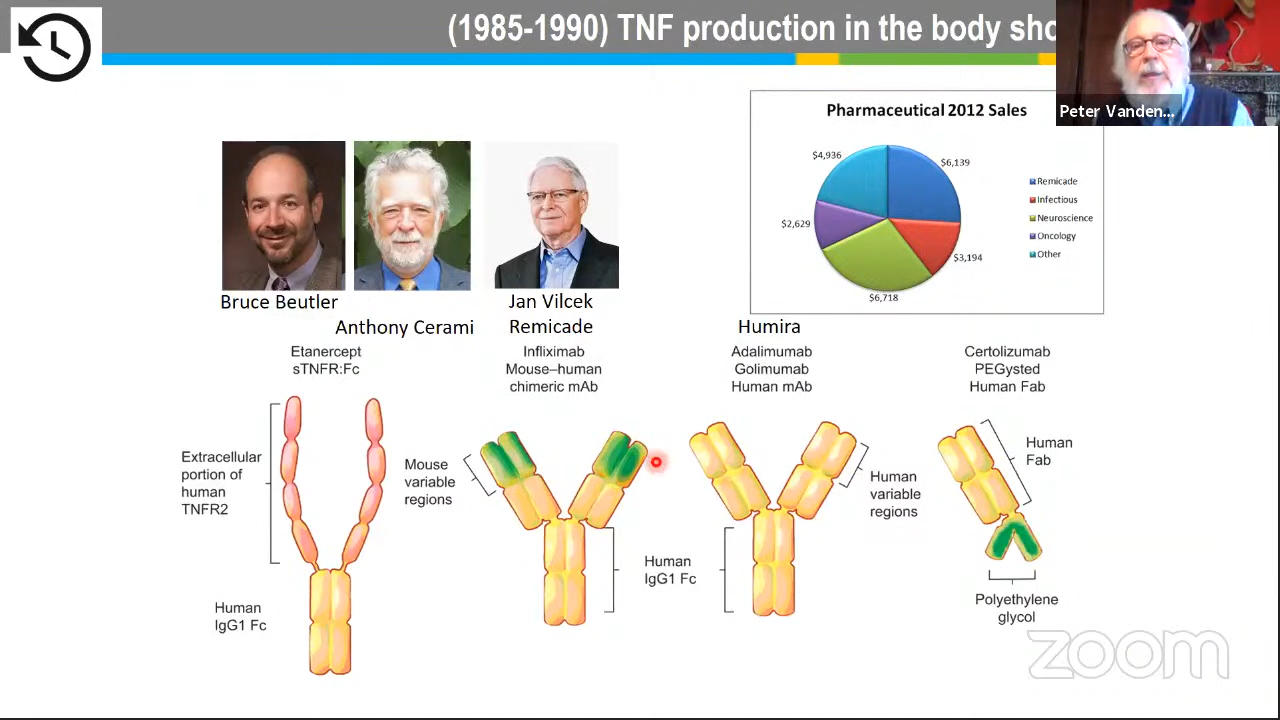 (1985-1990) TNF production in the body sho
Peter Vanden...
Pharmaceutical 2012 Sales
$4,936
$6,139
$2,629
$3,194
$6,718
Remicade
Infectious
Neuroscience
Oncology
Other
Bruce Beutler
Anthony Cerami
Jan Vilcek
Remicade
Humira
Etanercept
sTNFR:Fc
Infliximab
Mouse–human
chimeric mAb
Adalimumab
Golimumab
Human mAb
Certolizumab
PEGysted
Human Fab
Extracellular
portion of
human
TNFR2
Mouse
variable
regions
Human
variable
regions
Human
Fab
Human
IgG1 Fc
Human
IgG1 Fc
Polyethylene
glycol
zoom